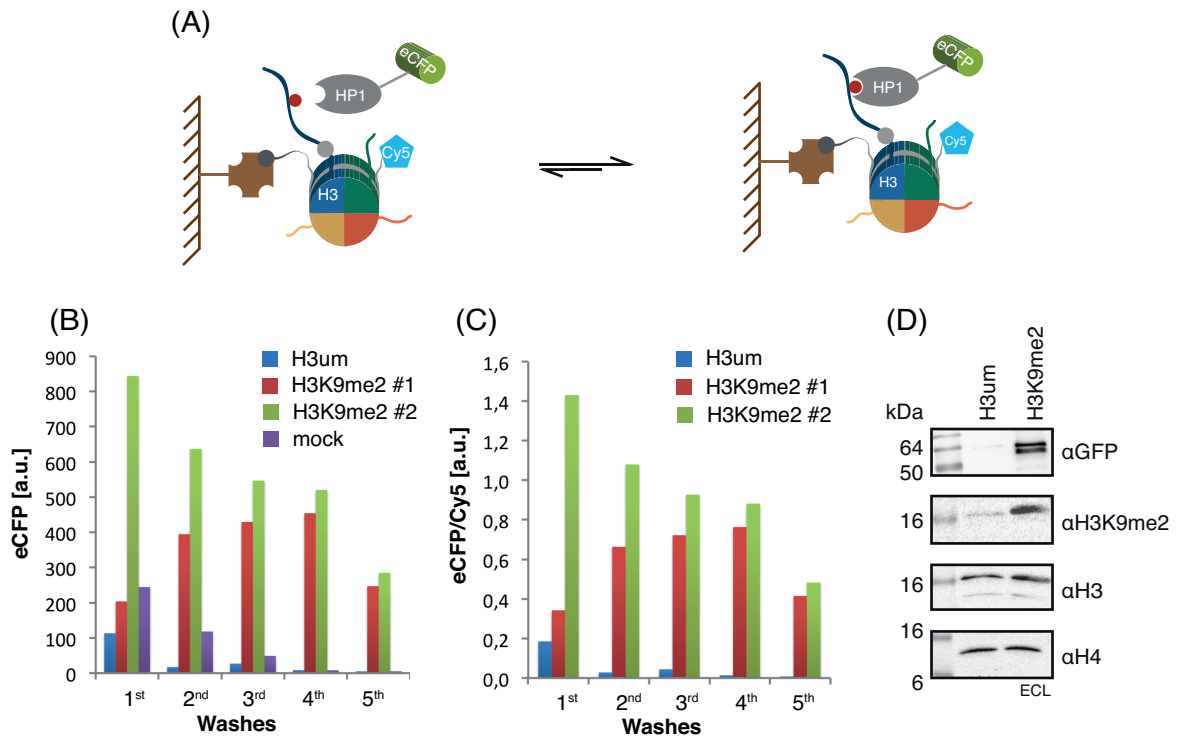 (A)
eCFP
HP1
Cy5
H3
eCFP
HP1
Cy5
H3
(B)
H3um
H3K9me2 #1
H3K9me2 #2
mock
eCFP [a.u.]
900
800
700
600
500
400
300
200
100
0
1st 2nd 3rd 4th 5th
Washes
(C)
H3um
H3K9me2 #1
H3K9me2 #2
eCFP/Cy5 [a.u.]
1,6
1,4
1,2
1,0
0,8
0,6
0,4
0,2
0,0
1st 2nd 3rd 4th 5th
Washes
(D)
H3um
H3K9me2
kDa
64
50
αGFP
16
αH3K9me2
16
αH3
16
6
αH4
ECL